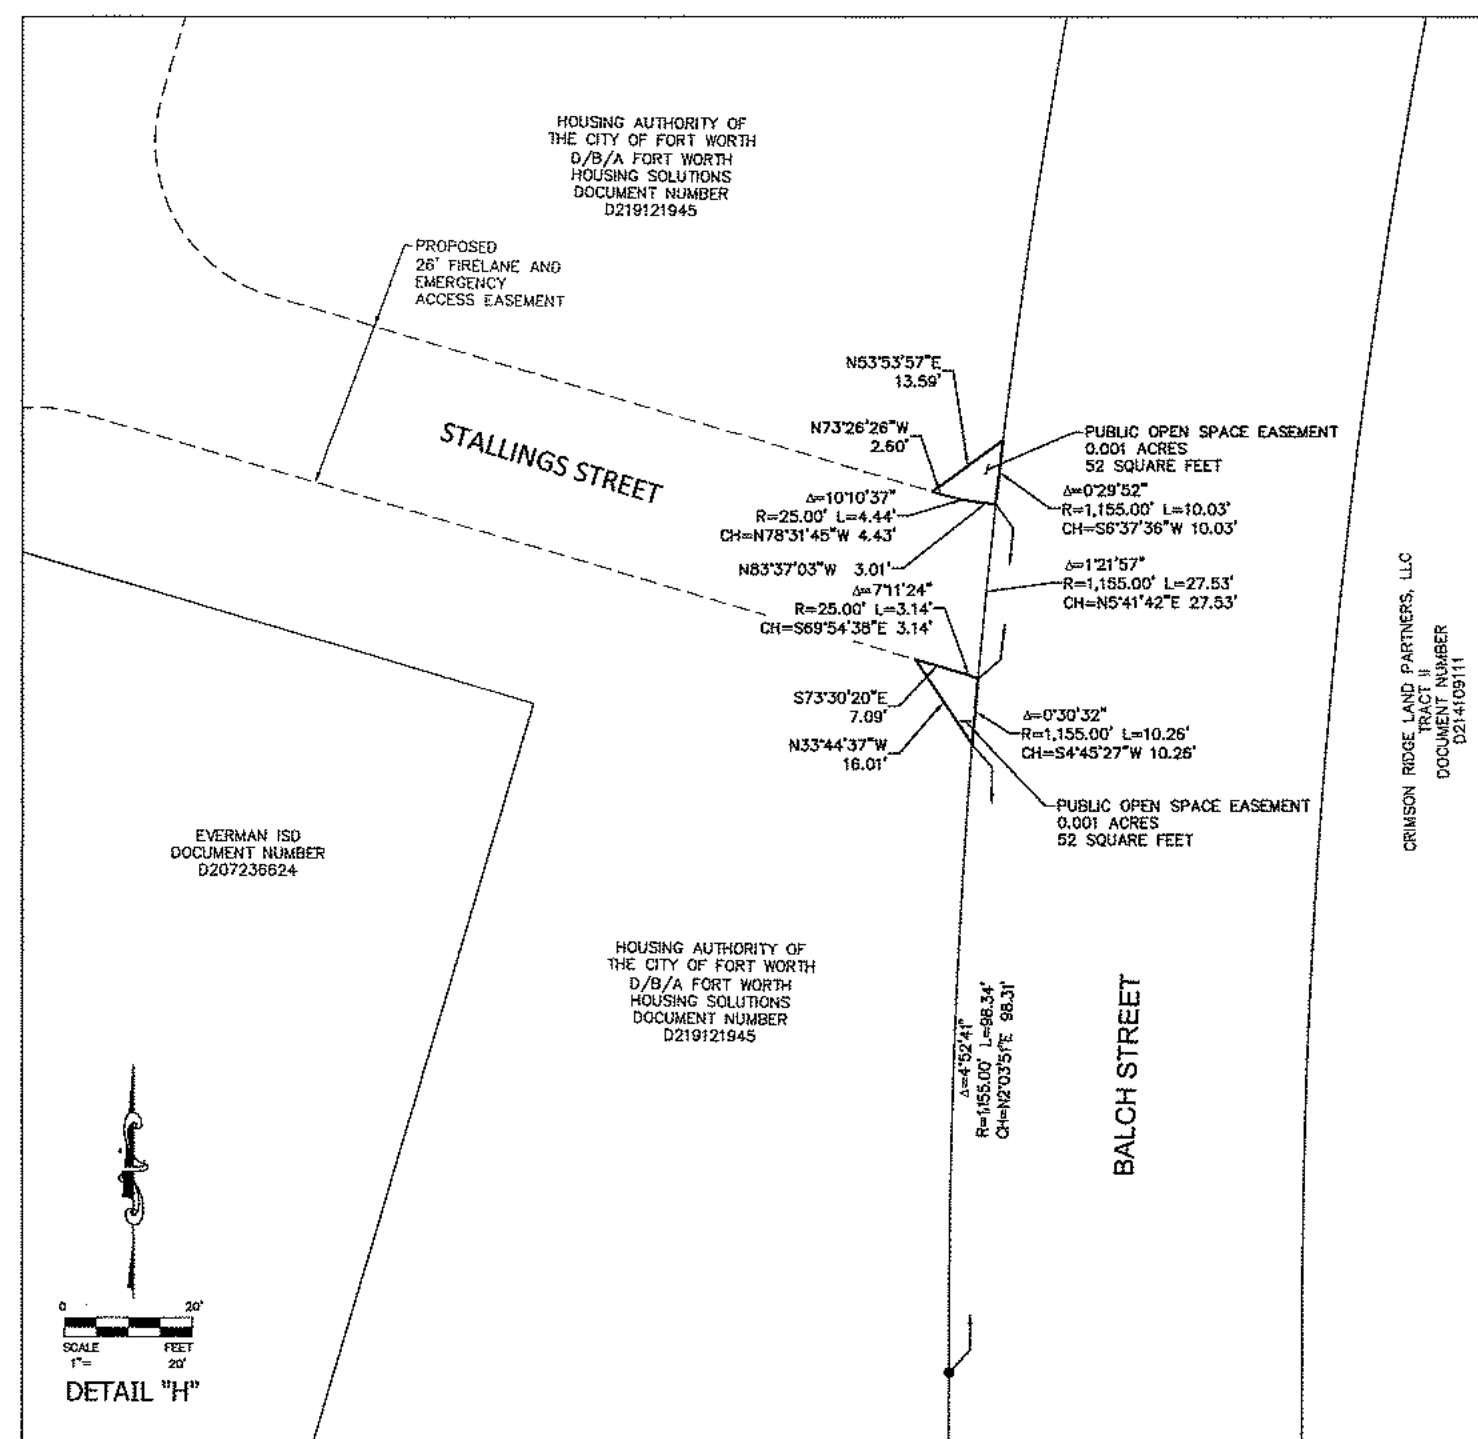 HOUSING AUTHORITY OF
THE CITY OF FORT WORTH
D/B/A FORT WORTH
HOUSING SOLUTIONS
DOCUMENT NUMBER
D219121945
PROPOSED
26' FIRELANE AND
EMERGENCY
ACCESS EASEMENT
STALLINGS STREET
N53°53'57"E
13.59'
N73°26'26"W
2.60'
PUBLIC OPEN SPACE EASEMENT
0.001 ACRES
52 SQUARE FEET
Δ=10°10'37"
R=25.00' L=4.44'
CH=N78°31'45"W 4.43'
Δ=0°29'52"
R=1,155.00' L=10.03'
CH=S6°37'36"W 10.03'
N83°37'03"W 3.01'
Δ=1°21'57"
R=1,155.00' L=27.53'
CH=N5°41'42"E 27.53'
Δ=7°11'24"
R=25.00' L=3.14'
CH=S69°54'38"E 3.14'
S73°30'20"E
7.09'
N33°44'37"W
16.01'
Δ=0°30'32"
R=1,155.00' L=10.26'
CH=S4°45'27"W 10.26'
PUBLIC OPEN SPACE EASEMENT
0.001 ACRES
52 SQUARE FEET
CRIMSON RIDGE LAND PARTNERS, LLC
TRACT II
DOCUMENT NUMBER
D214109111
EVERMAN ISD
DOCUMENT NUMBER
D207236624
HOUSING AUTHORITY OF
THE CITY OF FORT WORTH
D/B/A FORT WORTH
HOUSING SOLUTIONS
DOCUMENT NUMBER
D219121945
Δ=4°52'41"
R=1,155.00' L=98.34'
CH=N2°03'51"E 98.31'
BALCH STREET
0 20'
SCALE FEET
1"= 20'
DETAIL "H"